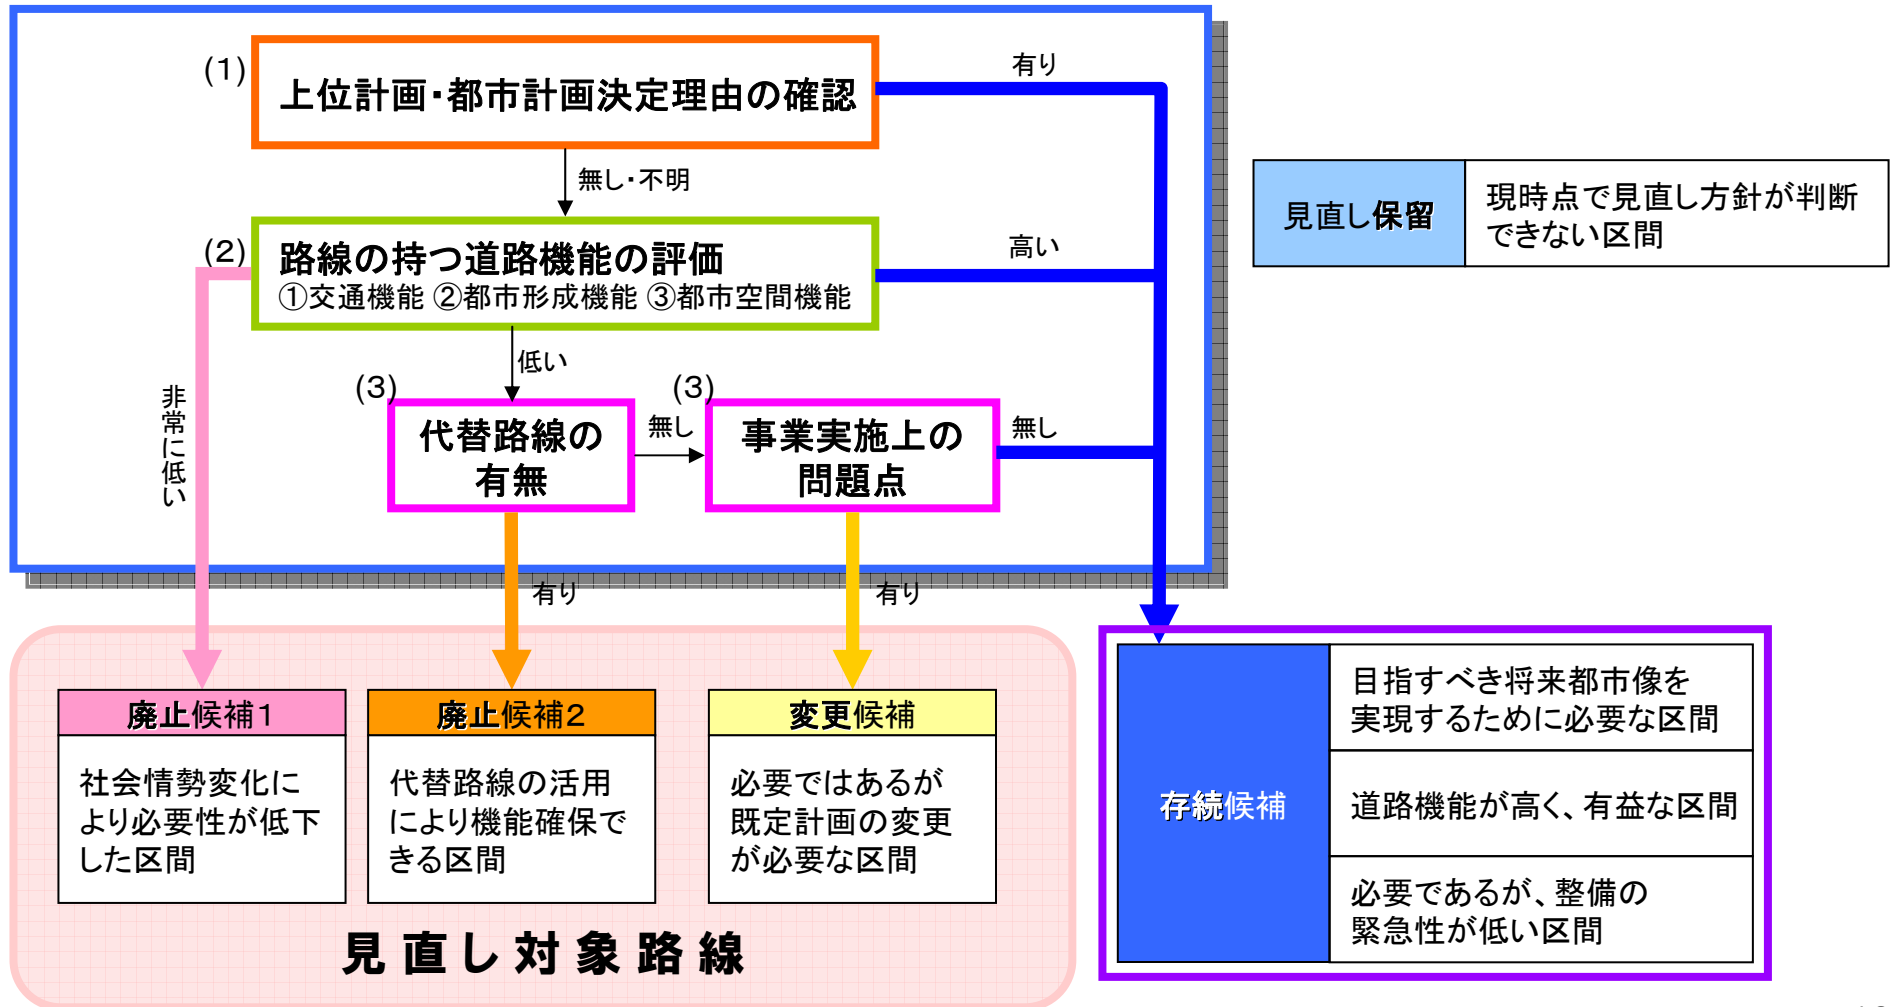 (1)
上位計画・都市計画決定理由の確認
有り
無し・不明
(2)
路線の持つ道路機能の評価
①交通機能 ②都市形成機能 ③都市空間機能
高い
非常に低い
低い
(3)
代替路線の
有無
無し
(3)
事業実施上の
問題点
無し
有り
有り
見直し保留
現時点で見直し方針が判断
できない区間
廃止候補1
社会情勢変化に
より必要性が低下
した区間
廃止候補2
代替路線の活用
により機能確保で
きる区間
変更候補
必要ではあるが
既定計画の変更
が必要な区間
見直し対象路線
存続候補
目指すべき将来都市像を
実現するために必要な区間
道路機能が高く、有益な区間
必要であるが、整備の
緊急性が低い区間